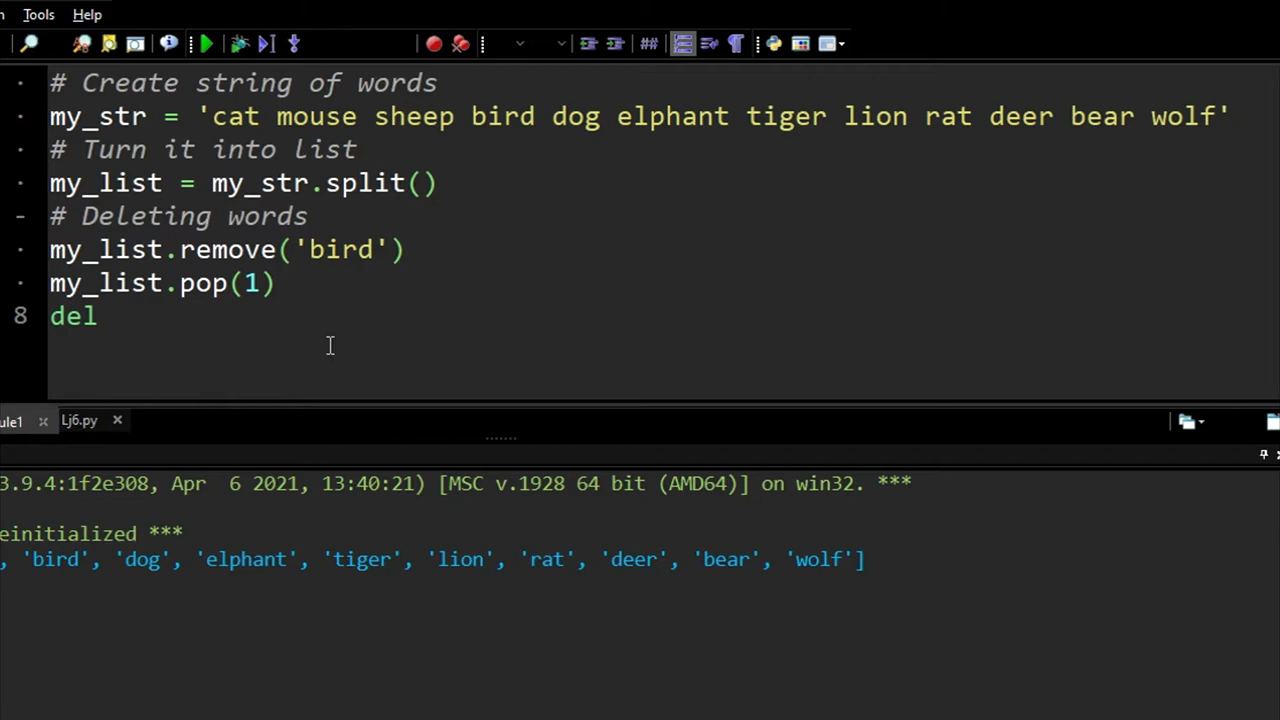 Tools Help
# Create string of words
my_str = 'cat mouse sheep bird dog elphant tiger lion rat deer bear wolf'
# Turn it into list
my_list = my_str.split()
# Deleting words
my_list.remove('bird')
my_list.pop(1)
8 del
ule1 Lj6.py
3.9.4:1f2e308, Apr  6 2021, 13:40:21) [MSC v.1928 64 bit (AMD64)] on win32. ***
einitialized ***
, 'bird', 'dog', 'elphant', 'tiger', 'lion', 'rat', 'deer', 'bear', 'wolf']